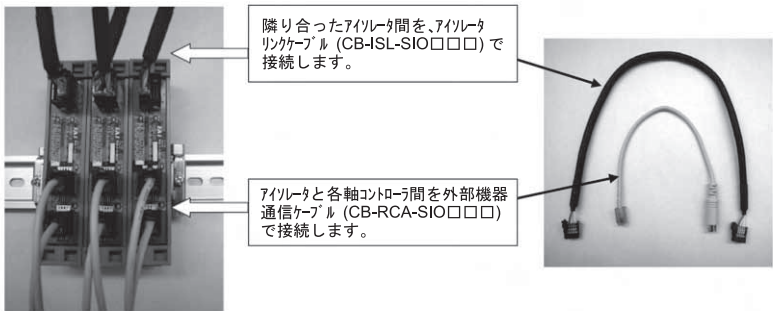 隣り合ったｱｲｿﾚｰﾀ間を、ｱｲｿﾚｰﾀ
ﾘﾝｸｹｰﾌﾞﾙ (CB-ISL-SIO□□□) で
接続します。
ｱｲｿﾚｰﾀと各軸ｺﾝﾄﾛｰﾗ間を外部機器
通信ｹｰﾌﾞﾙ (CB-RCA-SIO□□□)
で接続します。